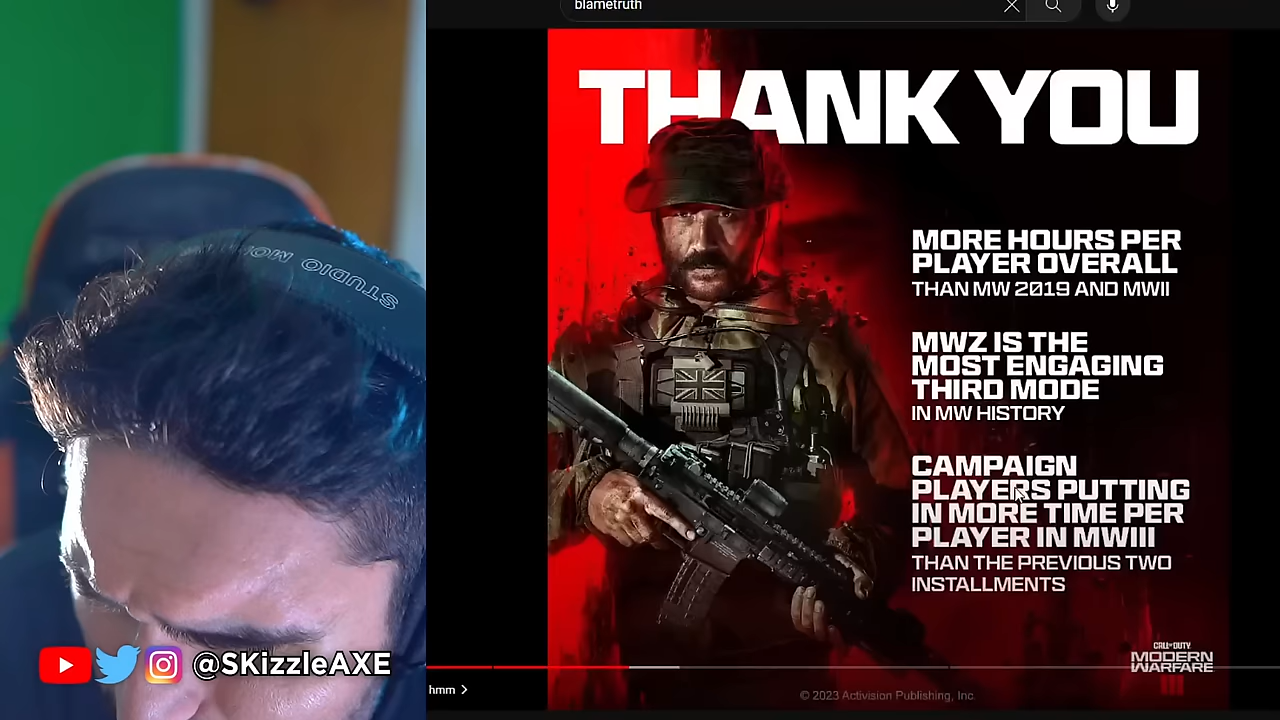 blametruth
THANK YOU
MORE HOURS PER
PLAYER OVERALL
THAN MW 2019 AND MWII
MWZ IS THE
MOST ENGAGING
THIRD MODE
IN MW HISTORY
CAMPAIGN
PLAYERS PUTTING
IN MORE TIME PER
PLAYER IN MWIII
THAN THE PREVIOUS TWO
INSTALLMENTS
STUDIO MON
@SKizzleAXE
hmm
CALL OF DUTY
MODERN
WARFARE
III
© 2023 Activision Publishing, Inc.